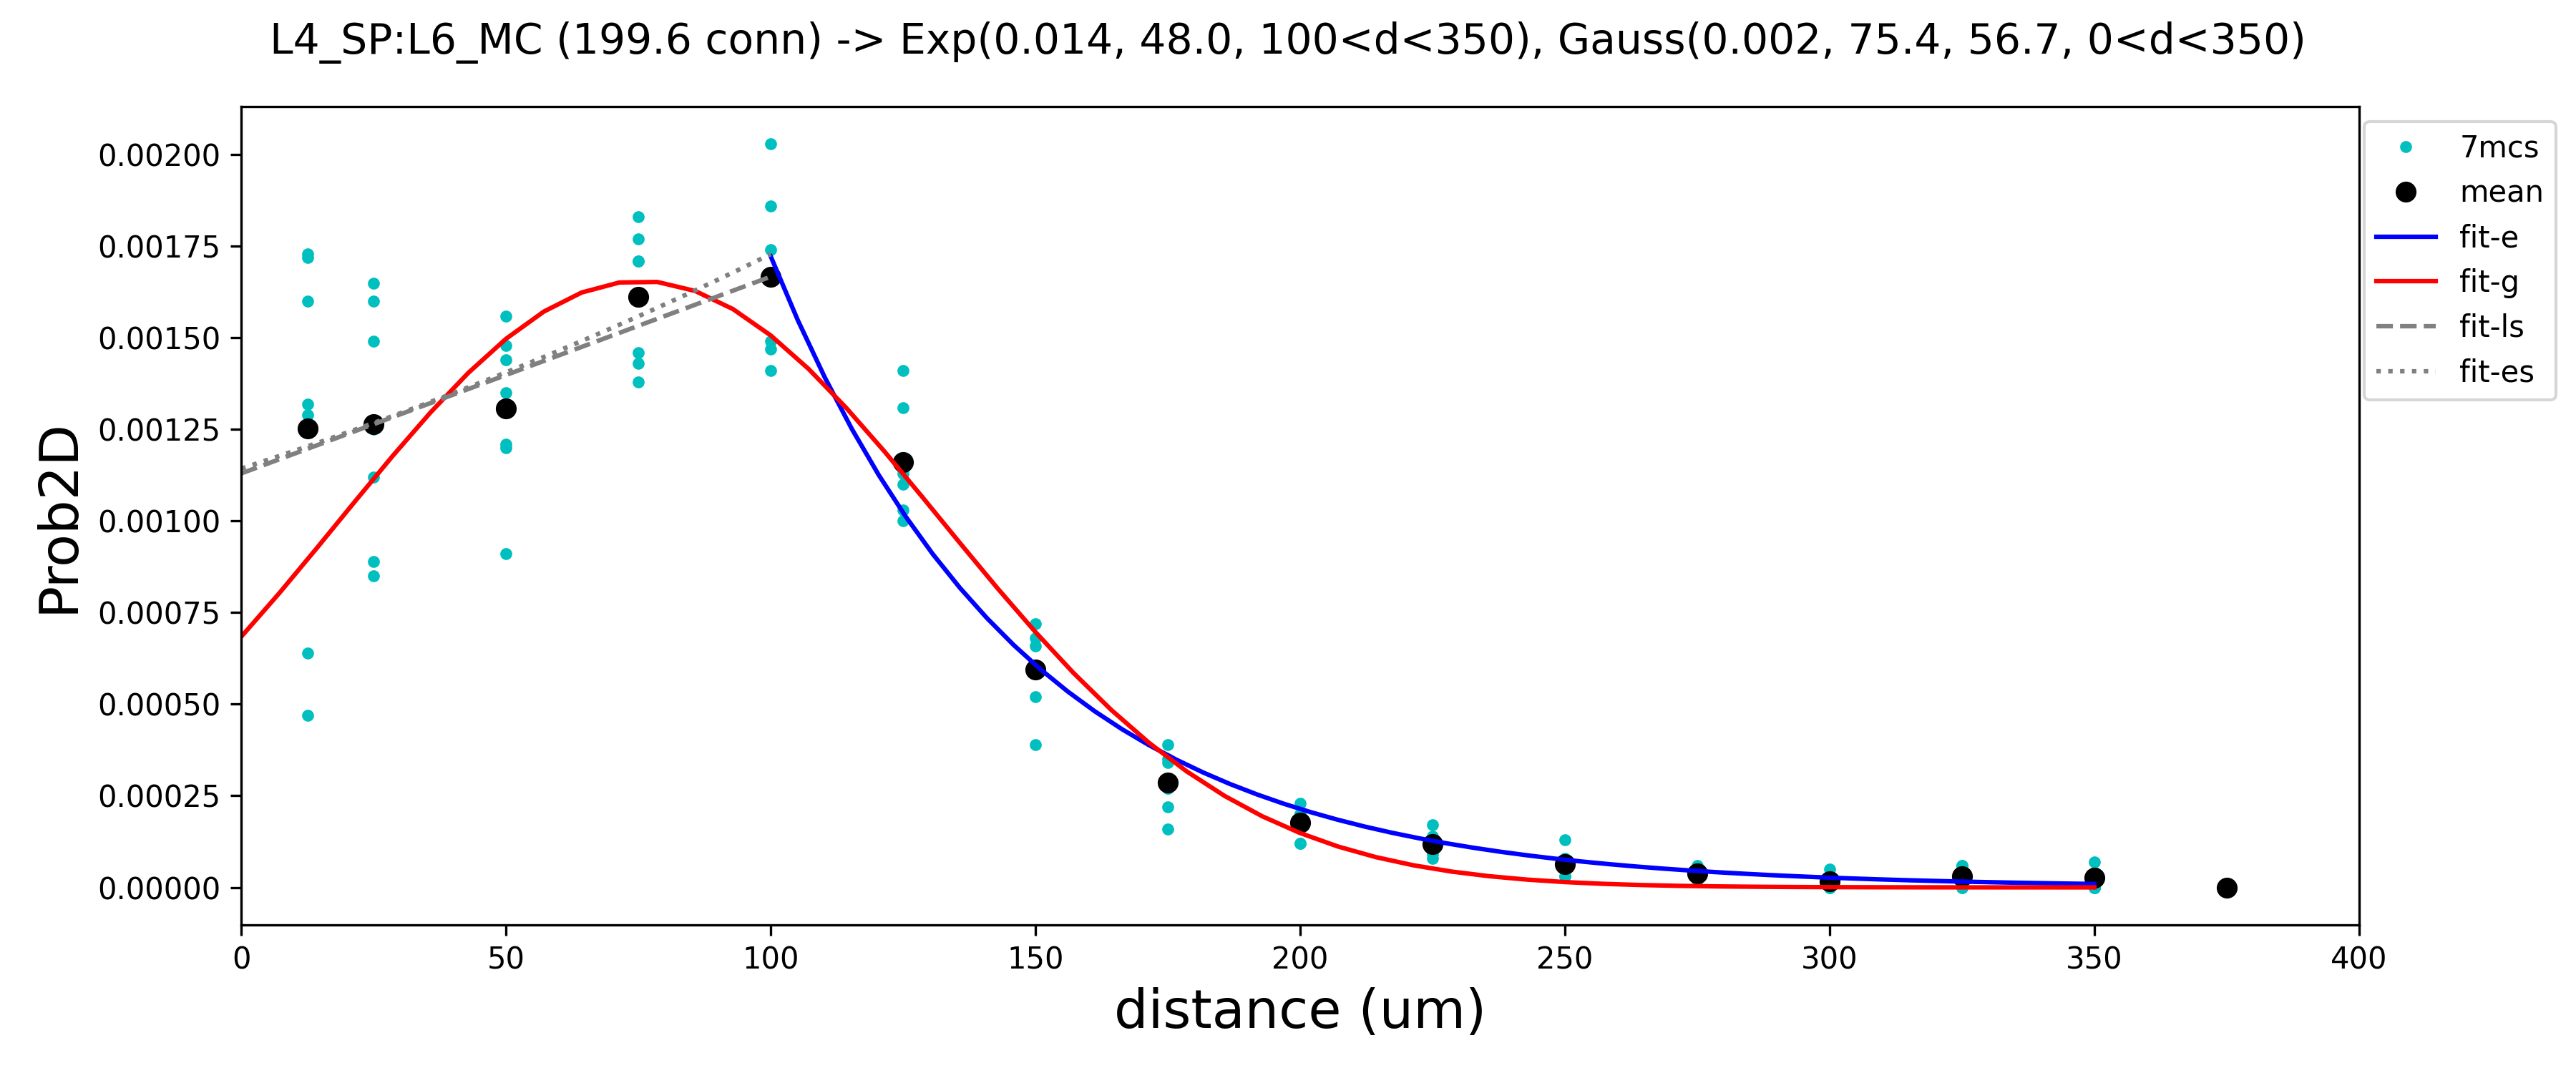 L4_SP:L6_MC (199.6 conn) -> Exp(0.014, 48.0, 100<d<350), Gauss(0.002, 75.4, 56.7, 0<d<350)
7mcs
mean
fit-e
fit-g
fit-ls
fit-es
Prob2D
0.00200
0.00175
0.00150
0.00125
0.00100
0.00075
0.00050
0.00025
0.00000
0 50 100 150 200 250 300 350 400
distance (um)